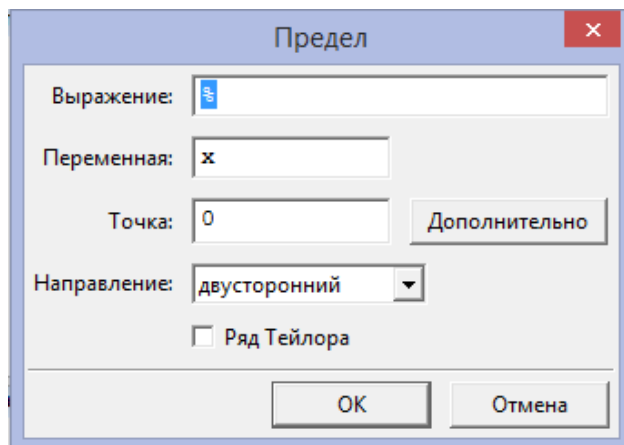 Предел
Выражение: %
Переменная: x
Точка: 0 Дополнительно
Направление: двусторонний
Ряд Тейлора
OK Отмена